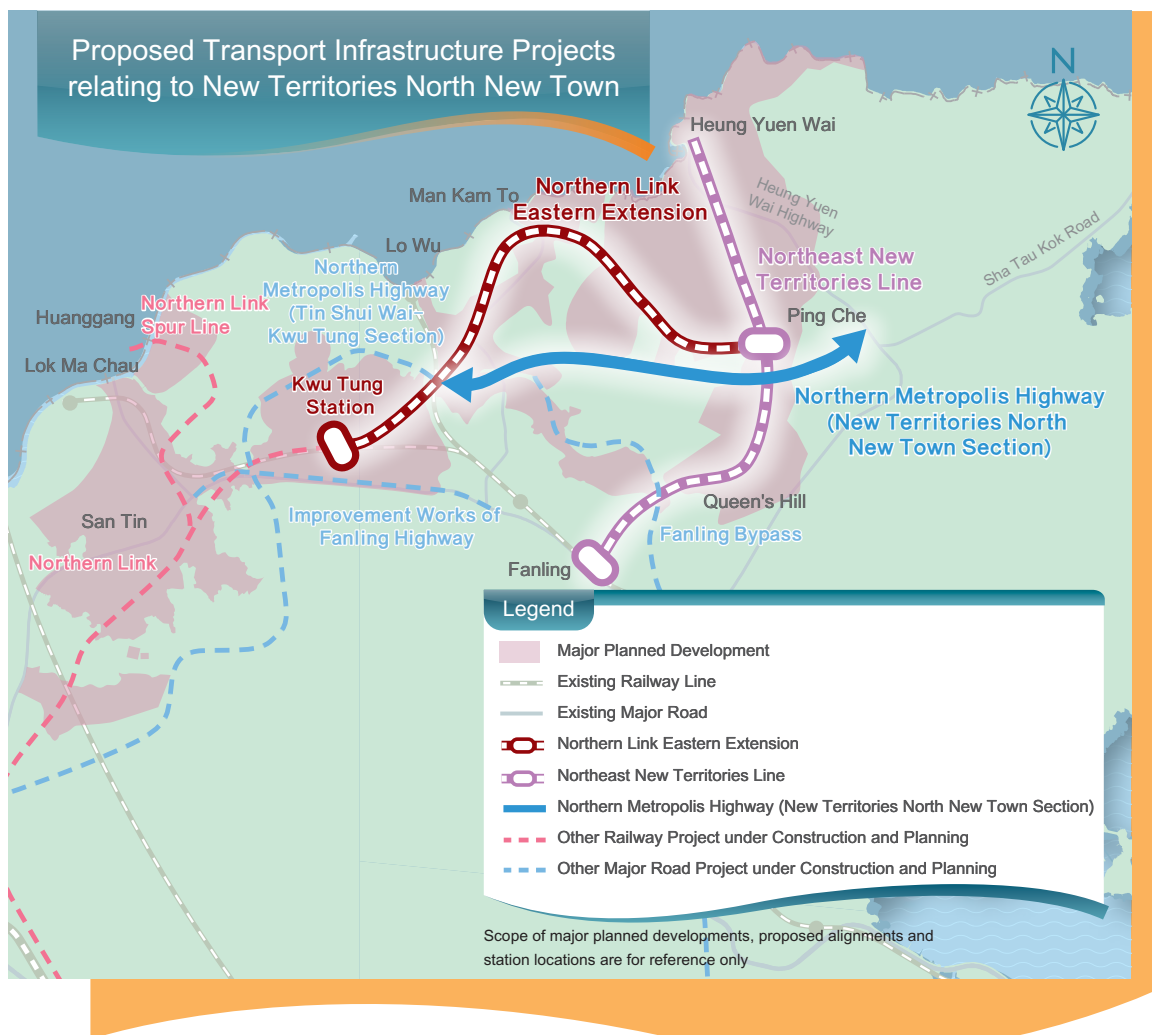 Proposed Transport Infrastructure Projects
relating to New Territories North New Town
N
Heung Yuen Wai
Man Kam To
Northern Link
Eastern Extension
Heung Yuen
Wai Highway
Sha Tau Kok Road
Lo Wu
Northern
Metropolis Highway
(Tin Shui Wai–
Kwu Tung Section)
Northeast New
Territories Line
Northern Link
Spur Line
Huanggang
Ping Che
Lok Ma Chau
Kwu Tung
Station
Northern Metropolis Highway
(New Territories North
New Town Section)
Queen's Hill
San Tin
Improvement Works of
Fanling Highway
Fanling Bypass
Northern Link
Fanling
Legend
Major Planned Development
Existing Railway Line
Existing Major Road
Northern Link Eastern Extension
Northeast New Territories Line
Northern Metropolis Highway (New Territories North New Town Section)
Other Railway Project under Construction and Planning
Other Major Road Project under Construction and Planning
Scope of major planned developments, proposed alignments and
station locations are for reference only